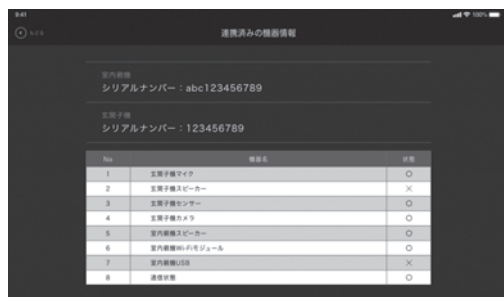 9:41
100%
もどる
連携済みの機器情報
室内親機
シリアルナンバー：abc123456789
玄関子機
シリアルナンバー：123456789
No 機器名 状態
1 玄関子機マイク ○
2 玄関子機スピーカー ×
3 玄関子機センサー ○
4 玄関子機カメラ ○
5 室内親機スピーカー ○
6 室内親機Wi-Fiモジュール ○
7 室内親機USB ×
8 通信状態 ○